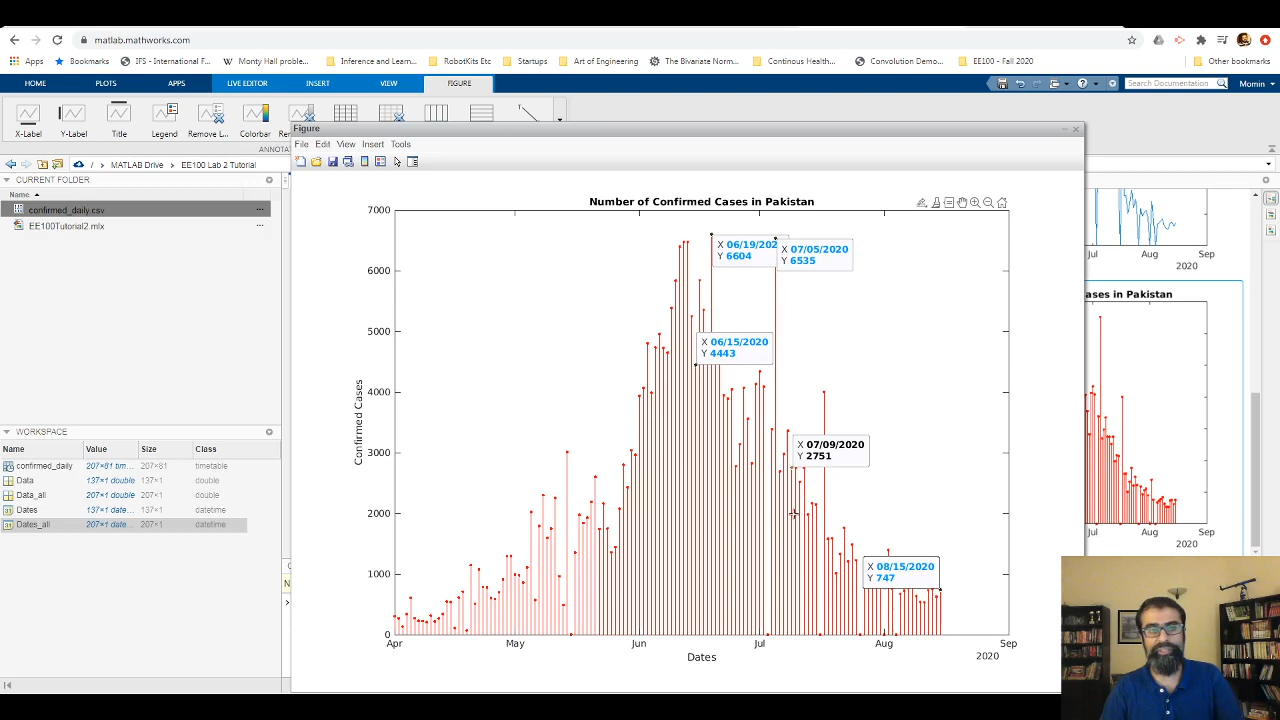 matlab.mathworks.com
Apps
Bookmarks
IFS - International F...
Monty Hall proble...
Inference and Learn...
RobotKits Etc
Startups
Art of Engineering
The Bivariate Norm...
Continous Health...
Convolution Demo...
EE100 - Fall 2020
Other bookmarks
HOME
PLOTS
APPS
LIVE EDITOR
INSERT
VIEW
FIGURE
Search Documentation
Momin
X-Label
Y-Label
Title
Legend
Remove L...
Colorbar
ANNOTA
Figure
File Edit View Insert Tools
/ MATLAB Drive EE100 Lab 2 Tutorial
CURRENT FOLDER
Name
confirmed_daily.csv
EE100Tutorial2.mlx
WORKSPACE
Name Value Size Class
confirmed_daily 207×81 tim... 207×81 timetable
Data 137×1 double 137×1 double
Data_all 207×1 double 207×1 double
Dates 137×1 date... 137×1 datetime
Dates_all 207×1 date... 207×1 datetime
Number of Confirmed Cases in Pakistan
7000
6000
5000
4000
3000
2000
1000
0
Confirmed Cases
X 06/19/202
Y 6604
X 07/05/2020
Y 6535
X 06/15/2020
Y 4443
X 07/09/2020
Y 2751
X 08/15/2020
Y 747
Apr May Jun Jul Aug Sep
Dates
2020
Jul Aug Sep
2020
ases in Pakistan
Jul Aug Sep
2020
N